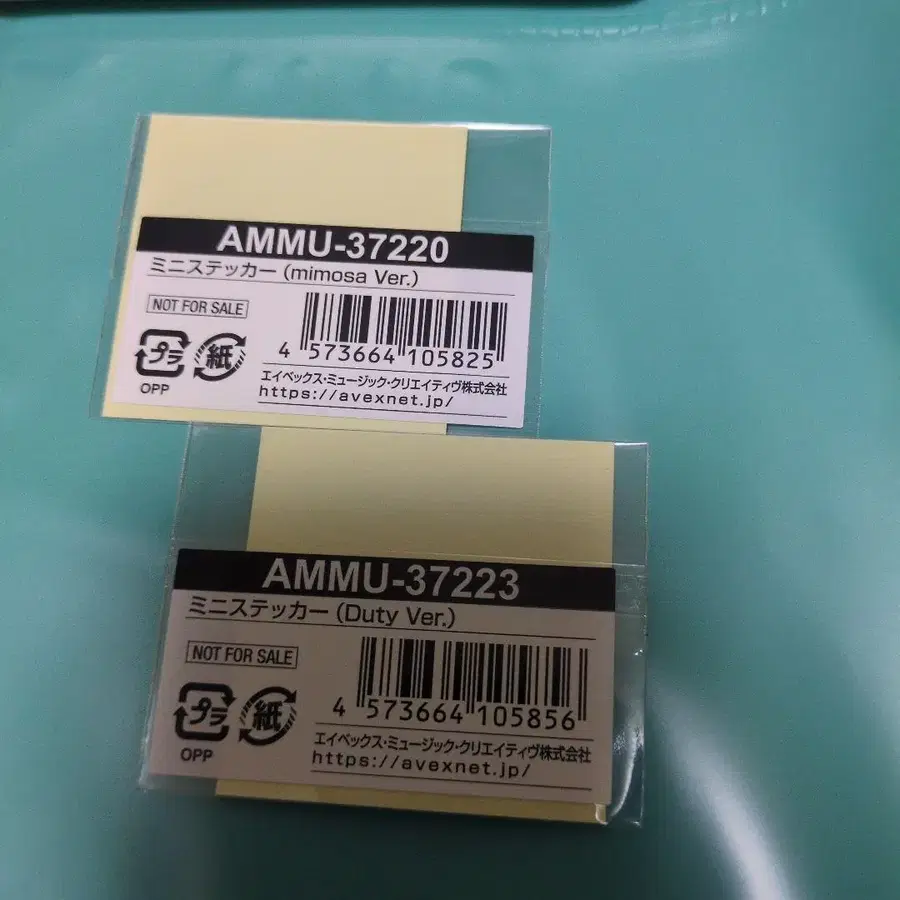 AMMU-37220
ミニステッカー (mimosa Ver.)
NOT FOR SALE
プラ
紙
OPP
4 573664 105825
エイベックス・ミュージック・クリエイティヴ株式会社
https://avexnet.jp/
AMMU-37223
ミニステッカー (Duty Ver.)
NOT FOR SALE
プラ
紙
OPP
4 573664 105856
エイベックス・ミュージック・クリエイティヴ株式会社
https://avexnet.jp/